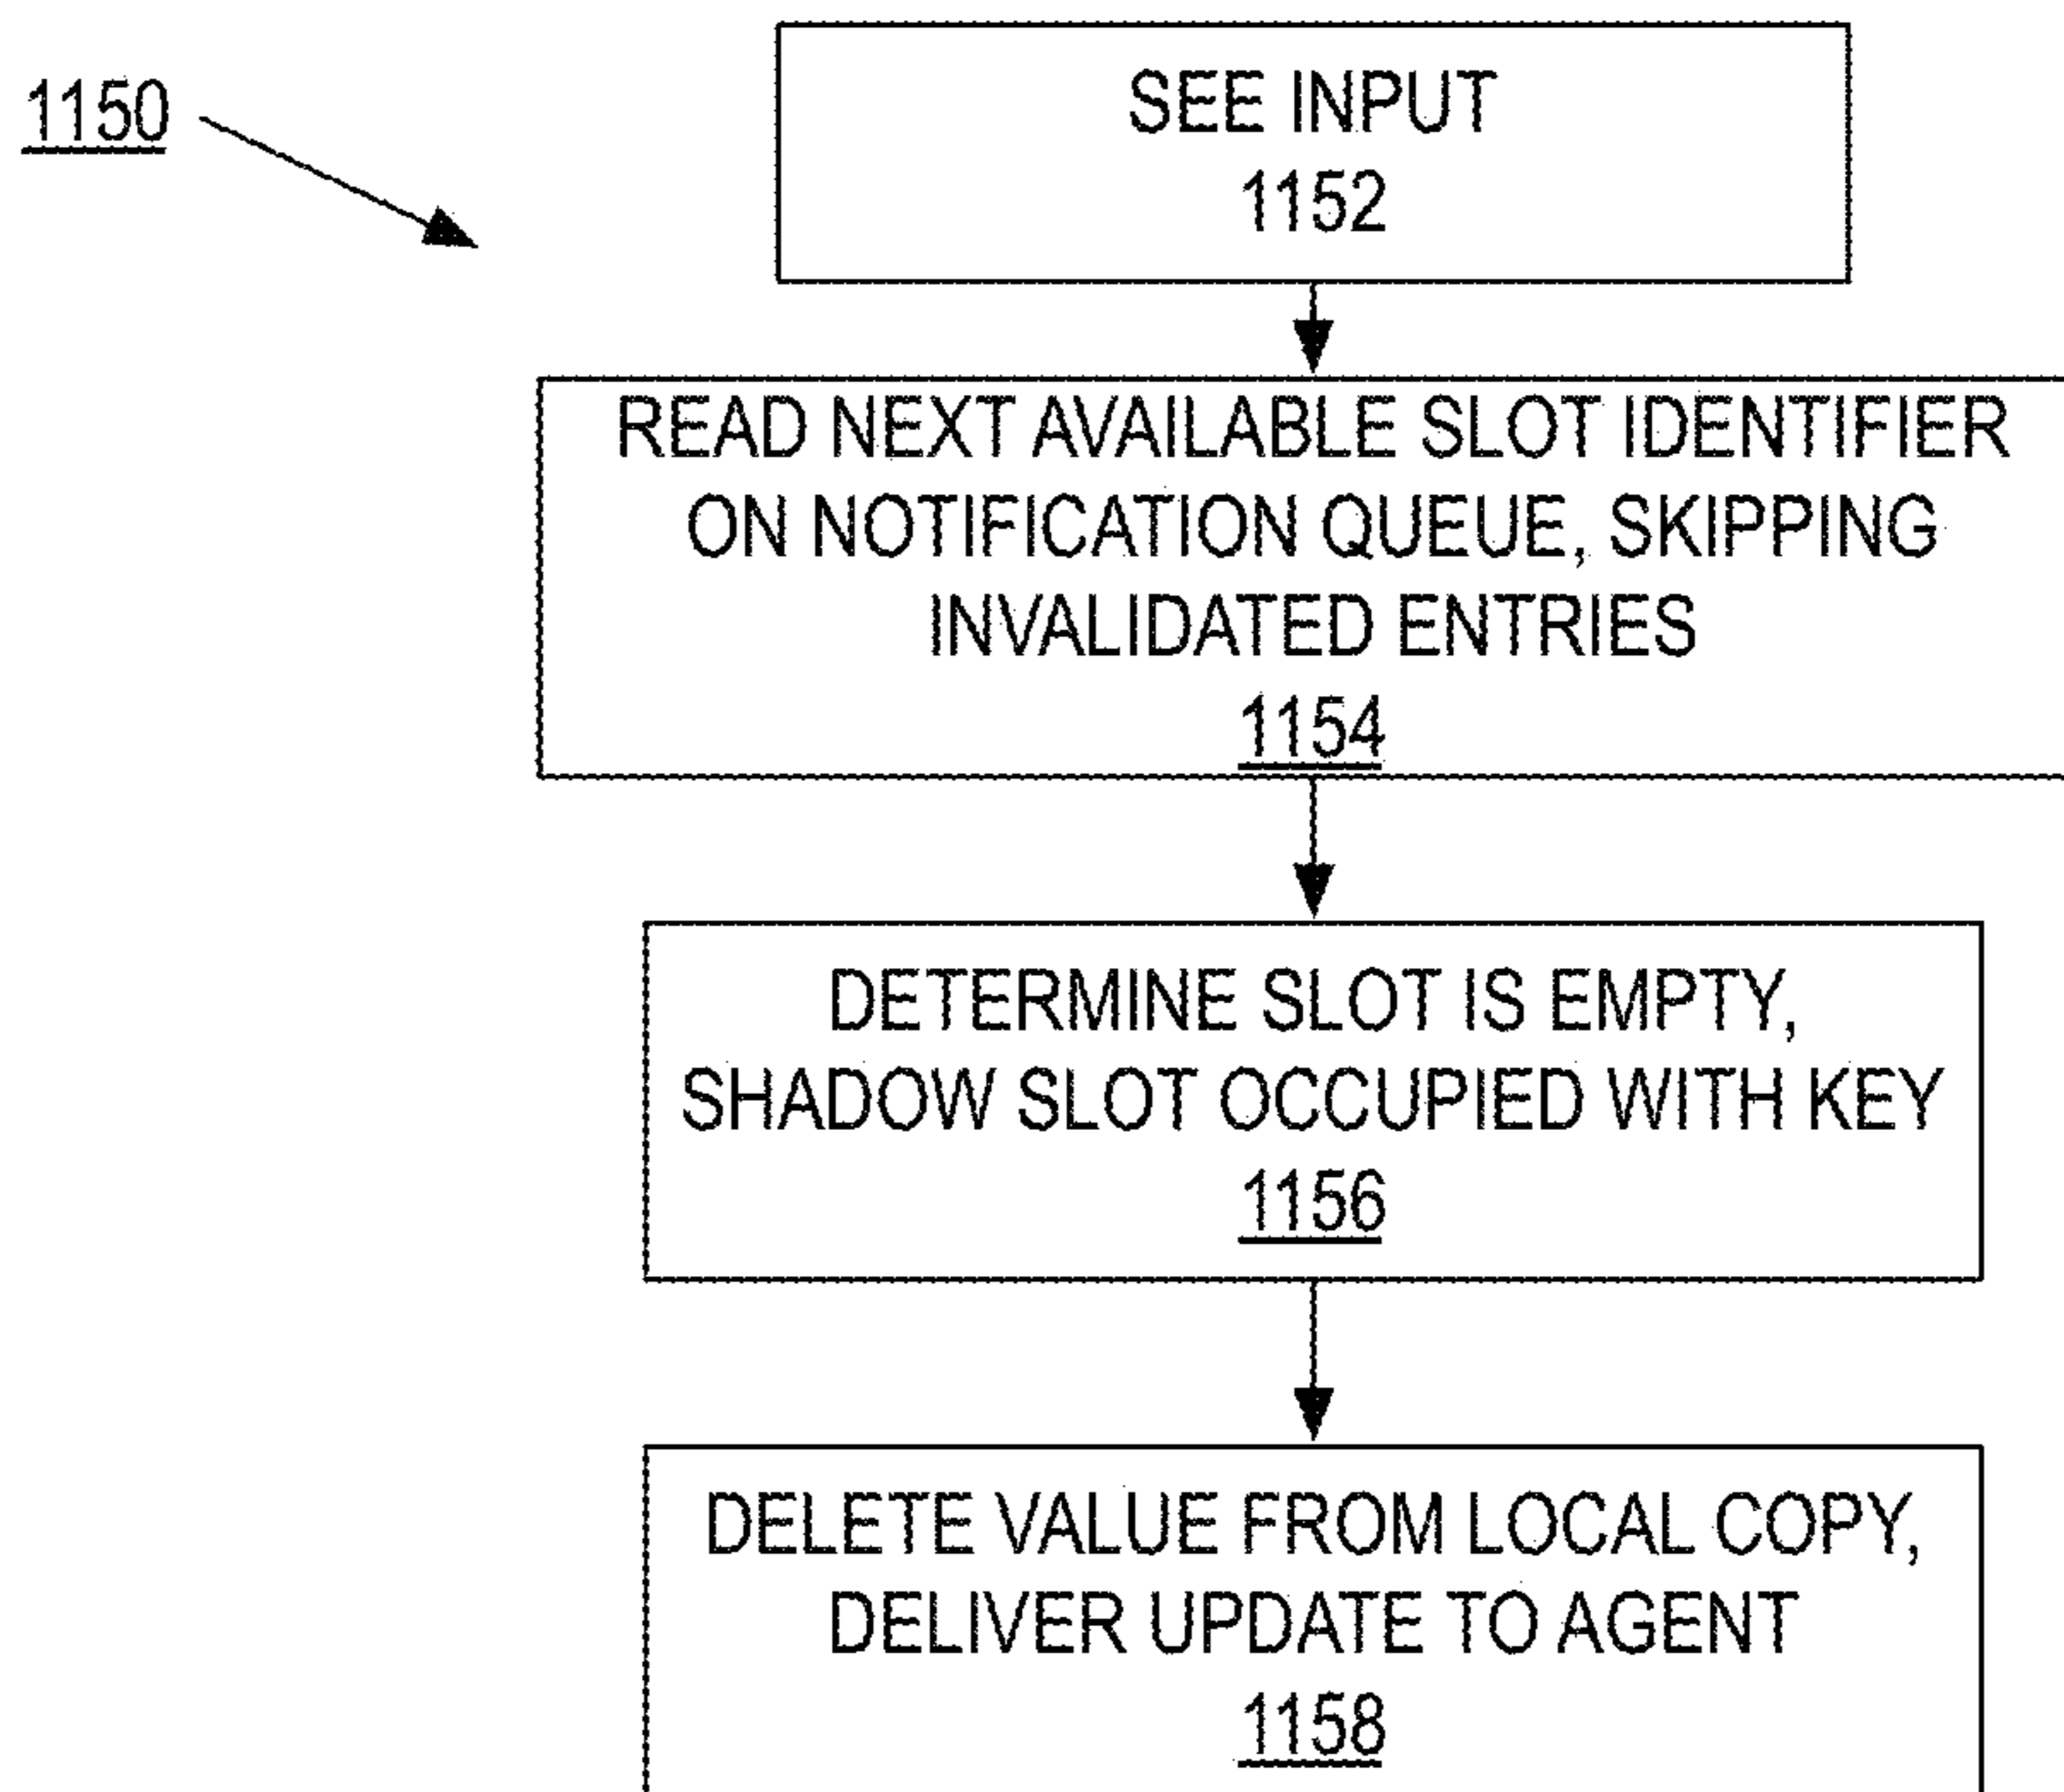 1150
SEE INPUT
1152
READ NEXT AVAILABLE SLOT IDENTIFIER
ON NOTIFICATION QUEUE, SKIPPING
INVALIDATED ENTRIES
1154
DETERMINE SLOT IS EMPTY,
SHADOW SLOT OCCUPIED WITH KEY
1156
DELETE VALUE FROM LOCAL COPY,
DELIVER UPDATE TO AGENT
1158